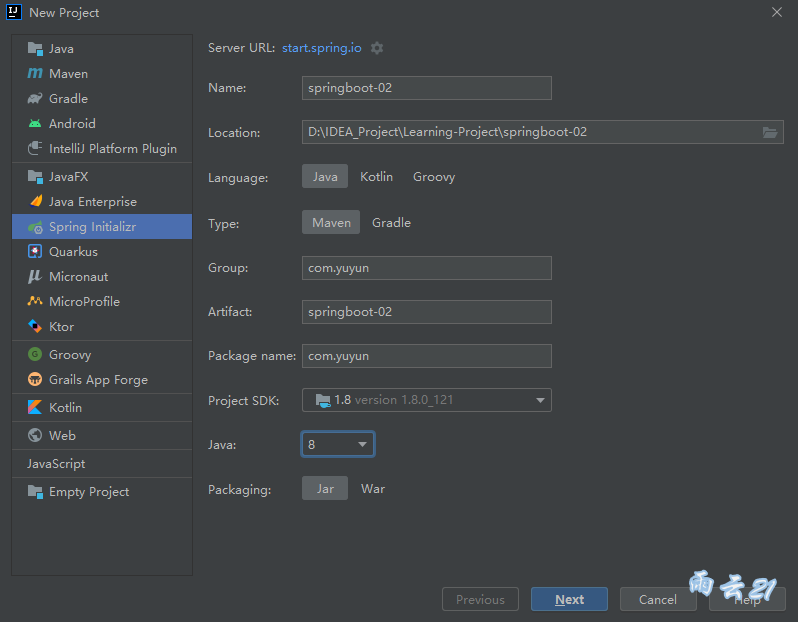 New Project
Java
Maven
Gradle
Android
IntelliJ Platform Plugin
JavaFX
Java Enterprise
Spring Initializr
Quarkus
Micronaut
MicroProfile
Ktor
Groovy
Grails App Forge
Kotlin
Web
JavaScript
Empty Project
Server URL: start.spring.io
Name: springboot-02
Location: D:\IDEA_Project\Learning-Project\springboot-02
Language: Java Kotlin Groovy
Type: Maven Gradle
Group: com.yuyun
Artifact: springboot-02
Package name: com.yuyun
Project SDK: 1.8 version 1.8.0_121
Java: 8
Packaging: Jar War
Previous Next Cancel Help
雨云21